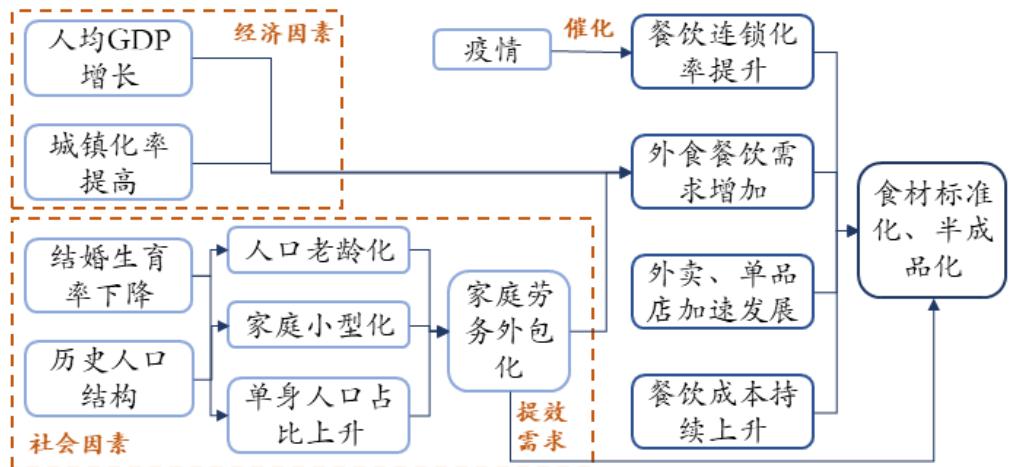 人均GDP
增长
经济因素
城镇化率
提高
疫情
催化
餐饮连锁化
率提升
外食餐饮需
求增加
外卖、单品
店加速发展
餐饮成本持
续上升
食材标准
化、半成
品化
结婚生育
率下降
历史人口
结构
社会因素
人口老龄化
家庭小型化
单身人口占
比上升
家庭劳
务外包
化
提效
需求